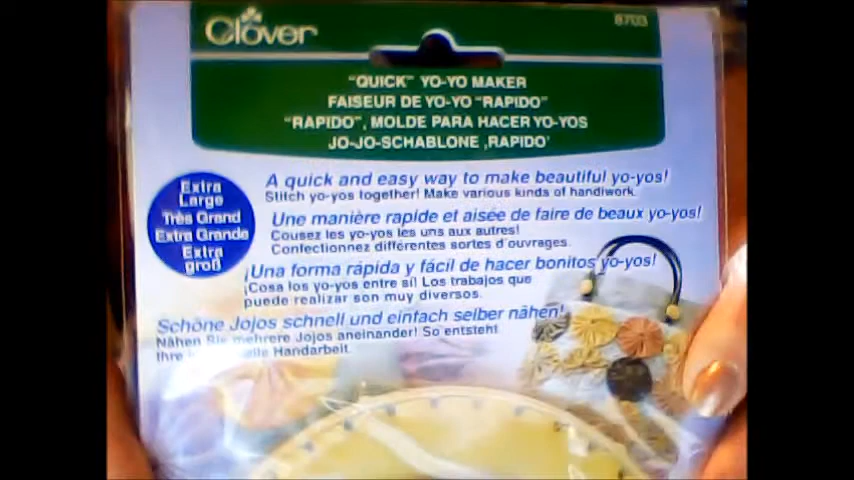 Clover
8703
"QUICK" YO-YO MAKER
FAISEUR DE YO-YO "RAPIDO"
"RAPIDO", MOLDE PARA HACER YO-YOS
JO-JO-SCHABLONE „RAPIDO'
Extra
Large
Très Grand
Extra Grande
Extra
groß
A quick and easy way to make beautiful yo-yos!
Stitch yo-yos together! Make various kinds of handiwork.
Une manière rapide et aisée de faire de beaux yo-yos!
Cousez les yo-yos les uns aux autres!
Confectionnez différentes sortes d'ouvrages.
¡Una forma rápida y fácil de hacer bonitos yo-yos!
¡Cosa los yo-yos entre sí! Los trabajos que
puede realizar son muy diversos.
Schöne Jojos schnell und einfach selber nähen!
Nähen Sie mehrere Jojos aneinander! So entsteht
Ihre Handarbeit.